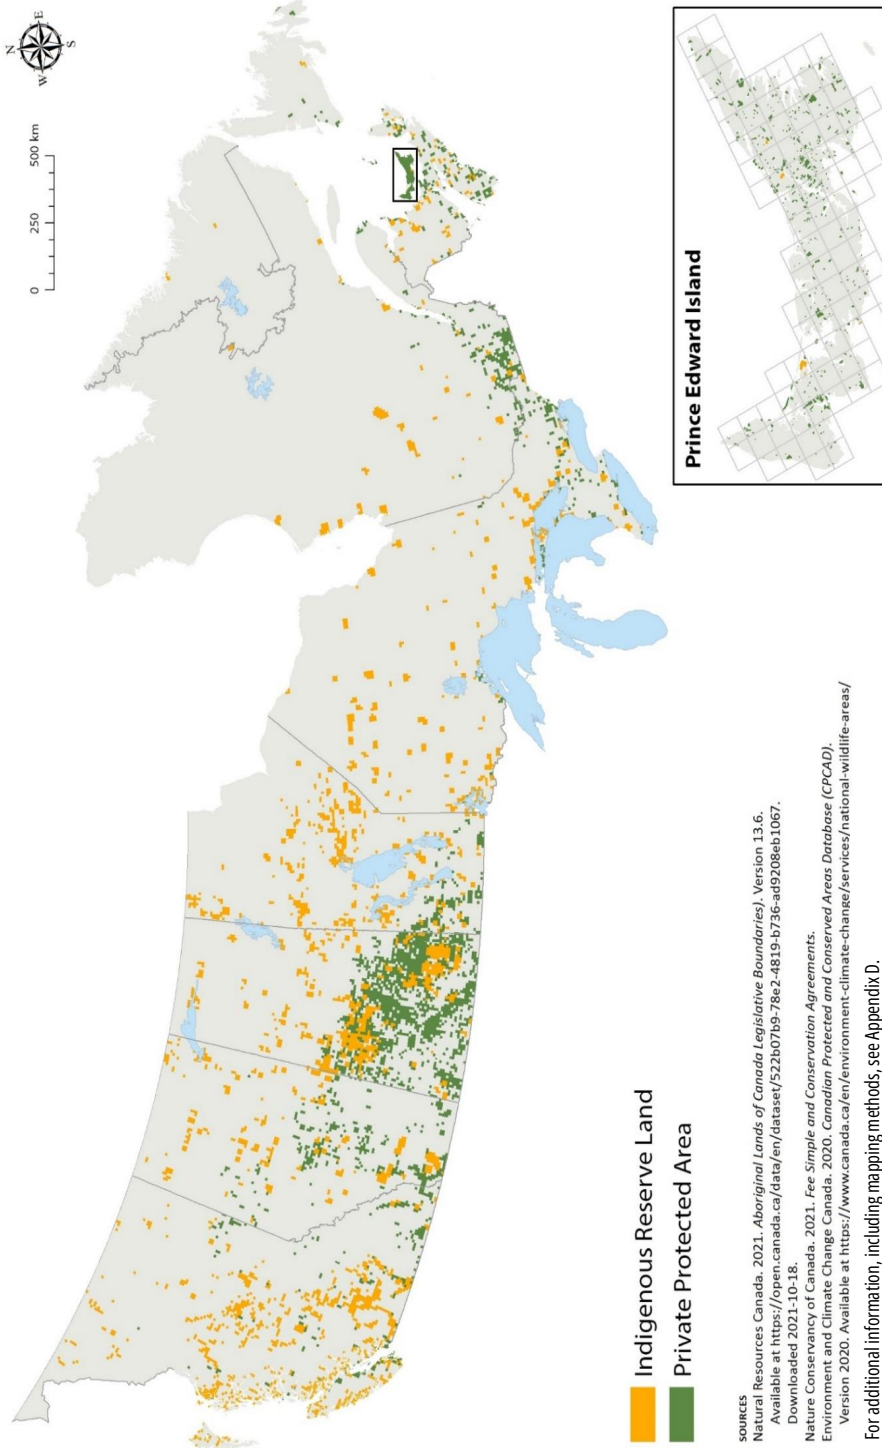 N
E
S
W
0
250
500 km
Prince Edward Island
Indigenous Reserve Land
Private Protected Area
SOURCES
Natural Resources Canada. 2021. Aboriginal Lands of Canada Legislative Boundaries). Version 13.6.
Available at https://open.canada.ca/data/en/dataset/522b07b9-78e2-4819-b736-ad9208eb1067.
Downloaded 2021-10-18.
Nature Conservancy of Canada. 2021. Fee Simple and Conservation Agreements.
Environment and Climate Change Canada. 2020. Canadian Protected and Conserved Areas Database (CPCAD).
Version 2020. Available at https://www.canada.ca/en/environment-climate-change/services/national-wildlife-areas/
For additional information, including mapping methods, see Appendix D.